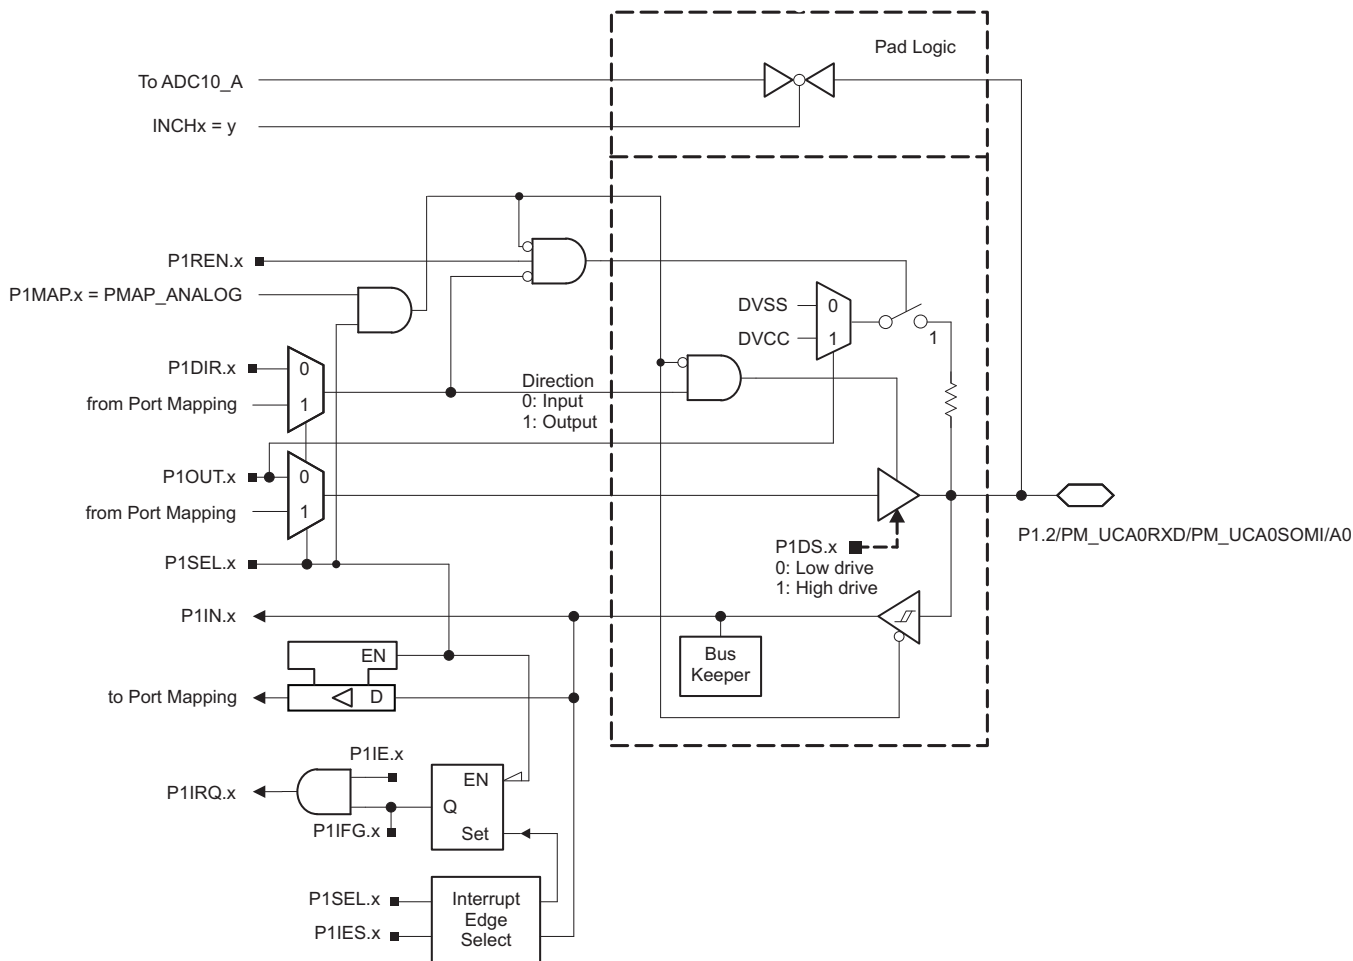 Pad Logic
To ADC10_A
INCHx = y
P1REN.x
P1MAP.x = PMAP_ANALOG
DVSS
0
DVCC
1
1
P1DIR.x
0
from Port Mapping
1
Direction
0: Input
1: Output
P1OUT.x
0
from Port Mapping
1
P1SEL.x
P1DS.x
0: Low drive
1: High drive
P1.2/PM_UCA0RXD/PM_UCA0SOMI/A0
P1IN.x
Bus
Keeper
EN
to Port Mapping
D
P1IE.x
P1IRQ.x
EN
Q
P1IFG.x
Set
P1SEL.x
P1IES.x
Interrupt
Edge
Select